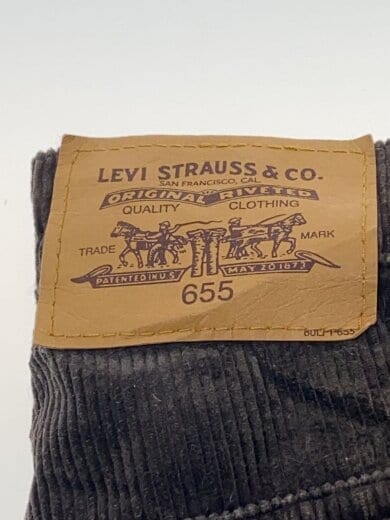 LEVI STRAUSS & CO.
SAN FRANCISCO, CAL.
ORIGINAL RIVETED
QUALITY CLOTHING
TRADE MARK
PATENTED IN U.S. MAY 20 1873
655